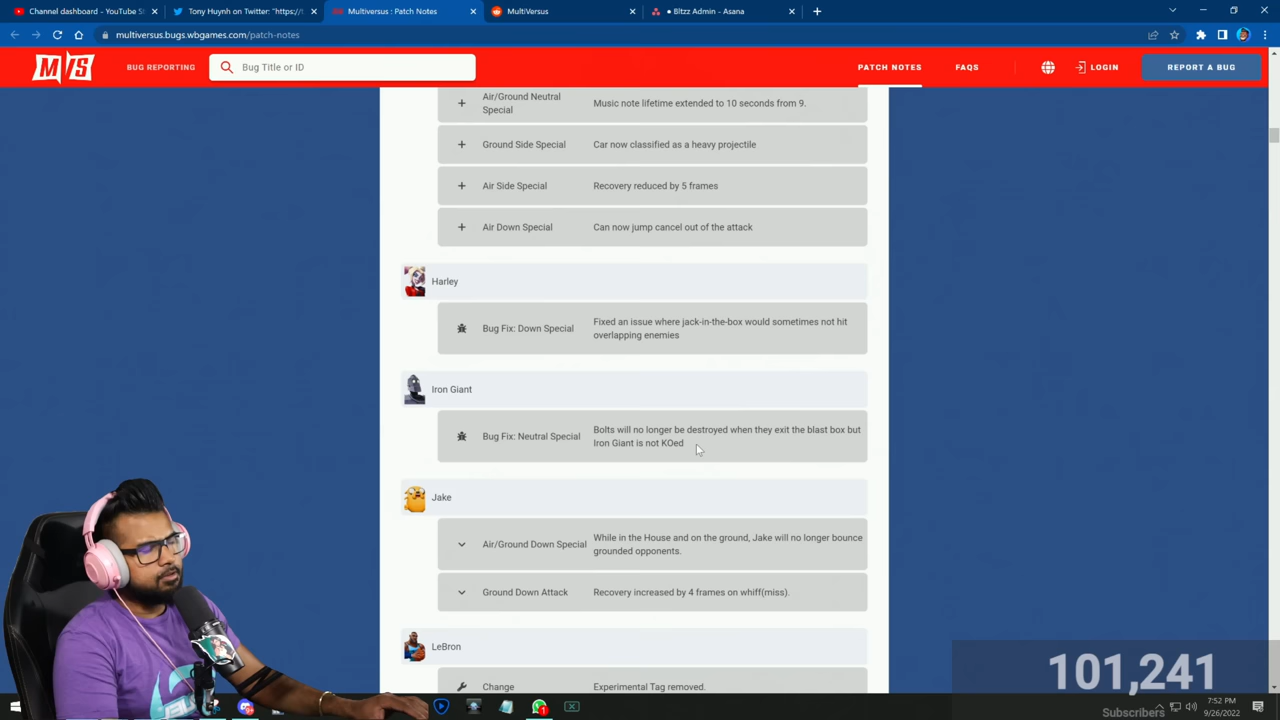 Channel dashboard - YouTube S
Tony Huynh on Twitter: "https://
Multiversus : Patch Notes
MultiVersus
● Bltzz Admin - Asana
multiversus.bugs.wbgames.com/patch-notes
M/S
BUG REPORTING
Bug Title or ID
PATCH NOTES
FAQS
LOGIN
REPORT A BUG
Air/Ground Neutral
Special
Music note lifetime extended to 10 seconds from 9.
Ground Side Special
Car now classified as a heavy projectile
Air Side Special
Recovery reduced by 5 frames
Air Down Special
Can now jump cancel out of the attack
Harley
Bug Fix: Down Special
Fixed an issue where jack-in-the-box would sometimes not hit
overlapping enemies
Iron Giant
Bug Fix: Neutral Special
Bolts will no longer be destroyed when they exit the blast box but
Iron Giant is not KOed
Jake
Air/Ground Down Special
While in the House and on the ground, Jake will no longer bounce
grounded opponents.
Ground Down Attack
Recovery increased by 4 frames on whiff(miss).
LeBron
Change
Experimental Tag removed.
101,241
Subscribers
1
7:52 PM
9/26/2022